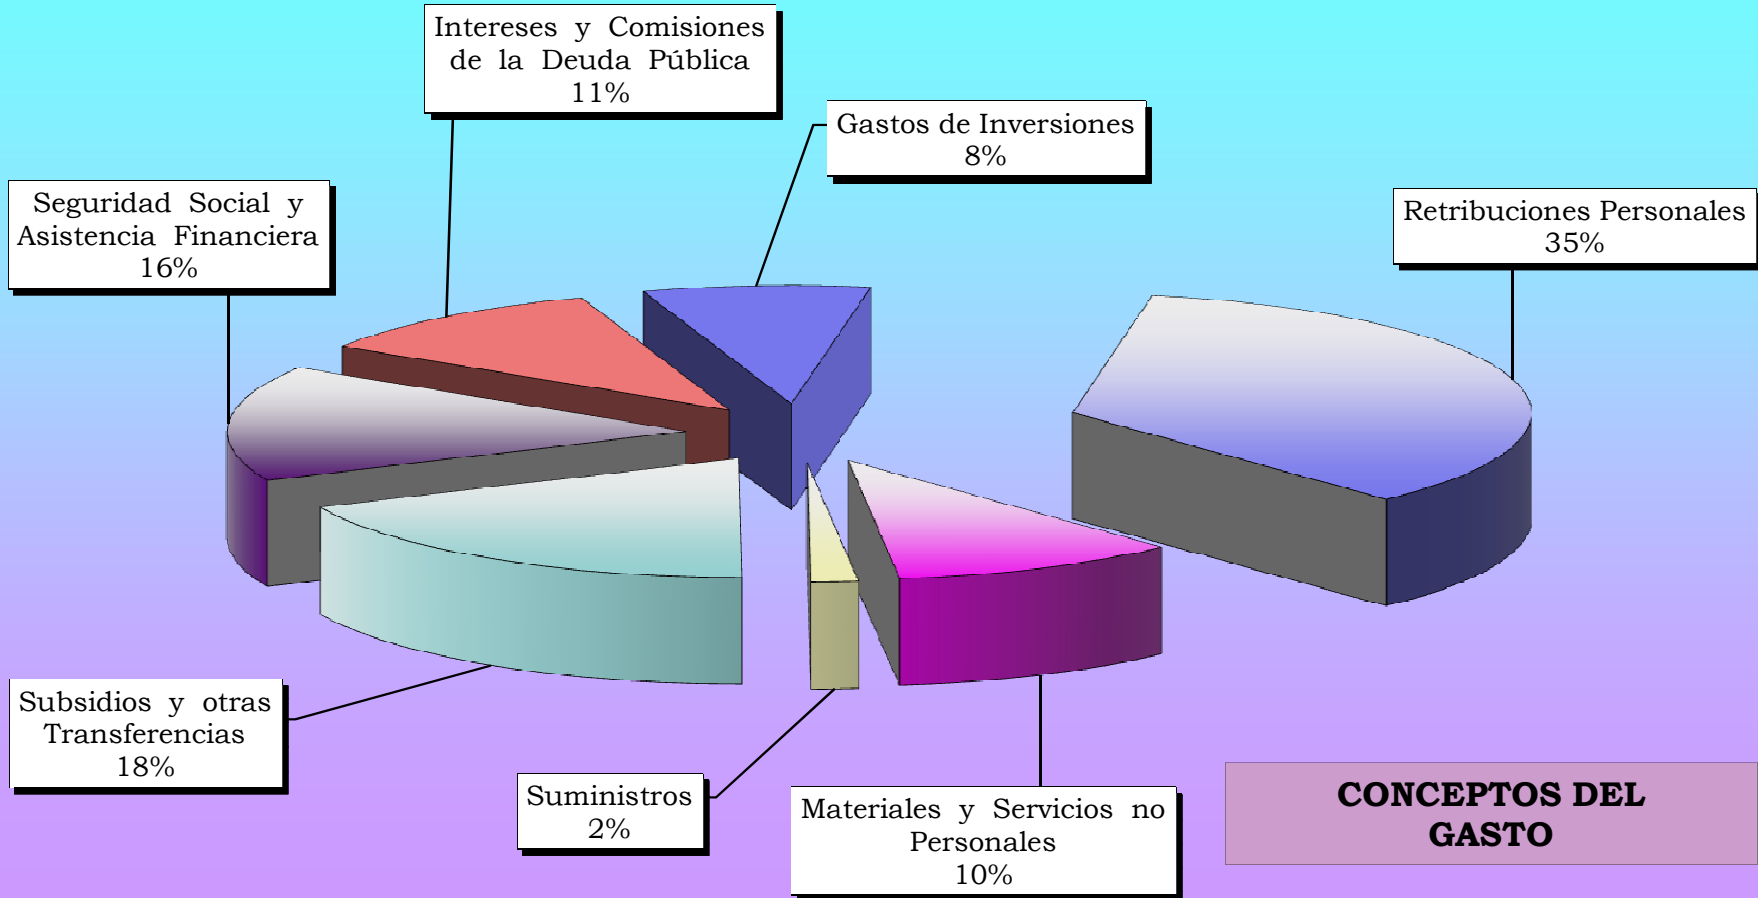 Intereses y Comisiones
de la Deuda Pública
11%
Gastos de Inversiones
8%
Seguridad Social y
Asistencia Financiera
16%
Retribuciones Personales
35%
Subsidios y otras
Transferencias
18%
Suministros
2%
Materiales y Servicios no
Personales
10%
CONCEPTOS DEL
GASTO